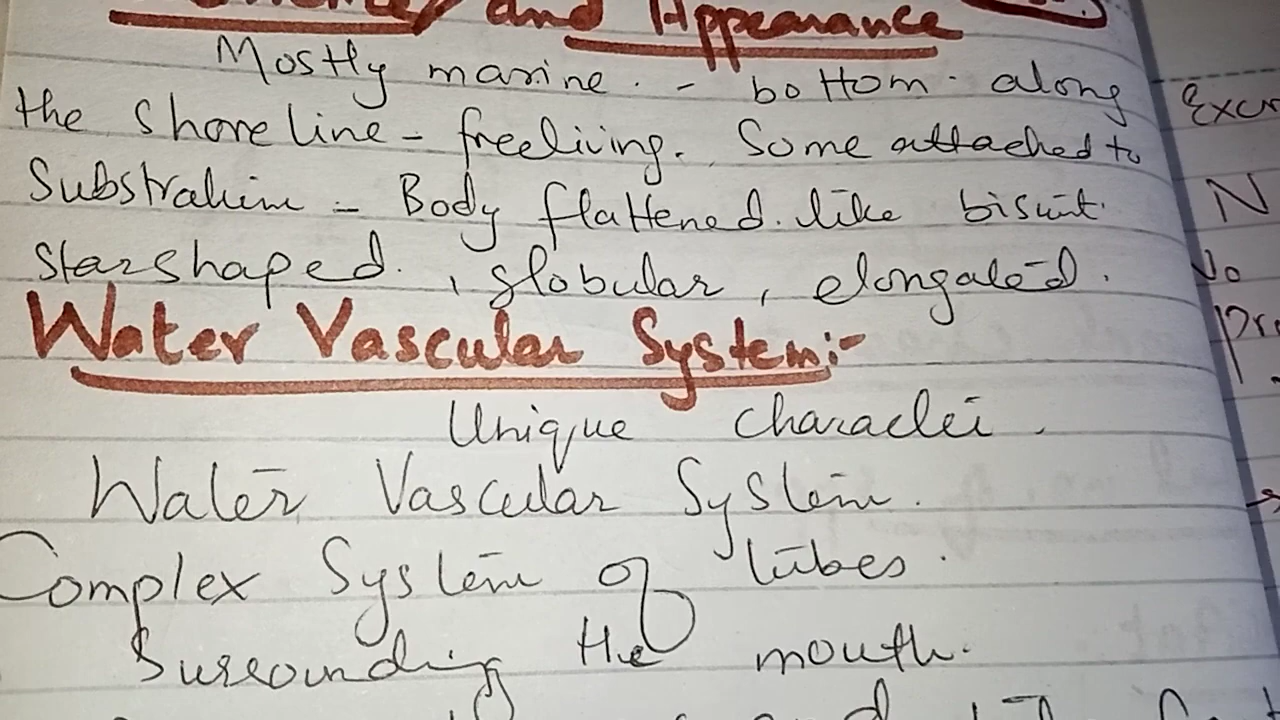 and Appearance
Mostly marine. - bottom. along
the shoreline - freeliving. Some attached to
Substratum - Body flattened. like biscuit.
starshaped. , globular, elongated.
Water Vascular System:-
Unique character.
Water Vascular System.
Complex System of tubes.
Surrounding the mouth.
N
No